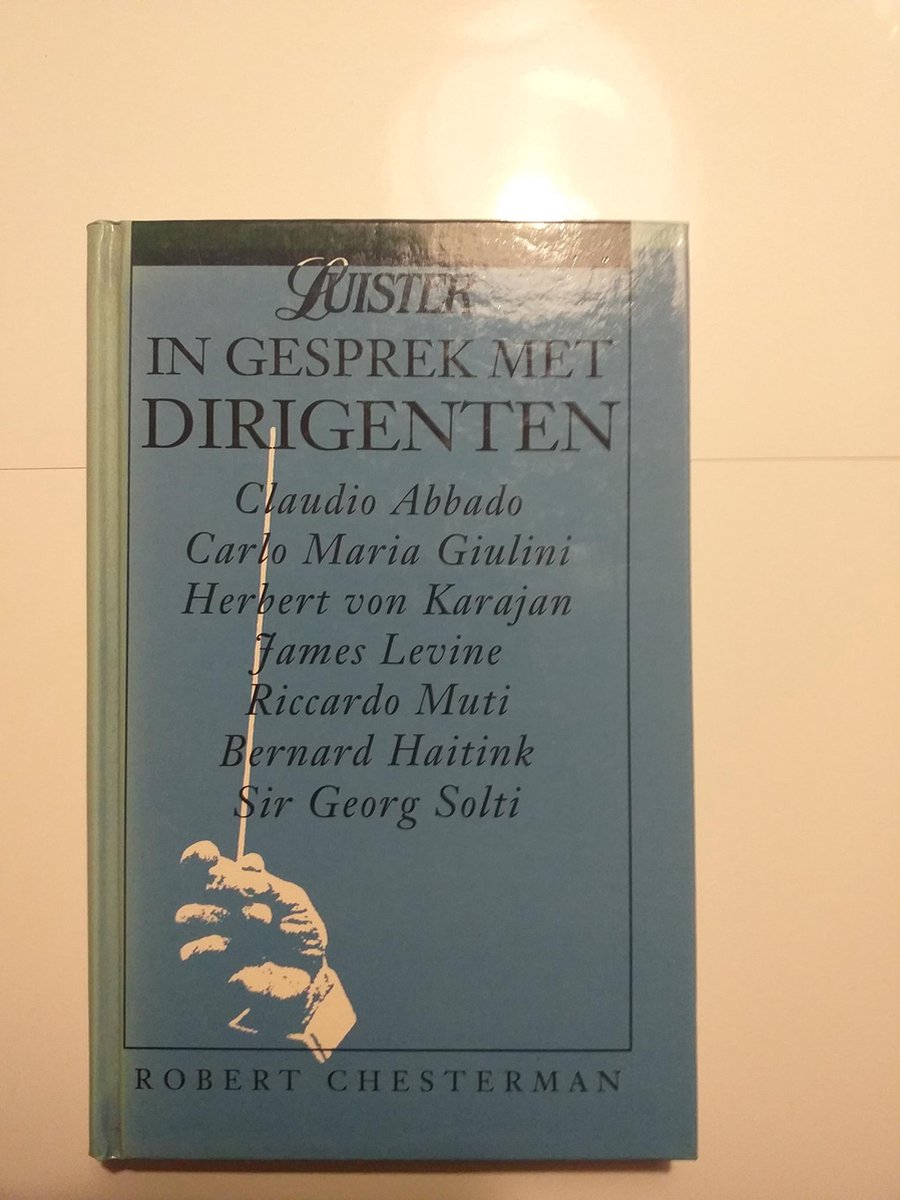 LUISTER
IN GESPREK MET
DIRIGENTEN
Claudio Abbado
Carlo Maria Giulini
Herbert von Karajan
James Levine
Riccardo Muti
Bernard Haitink
Sir Georg Solti
ROBERT CHESTERMAN